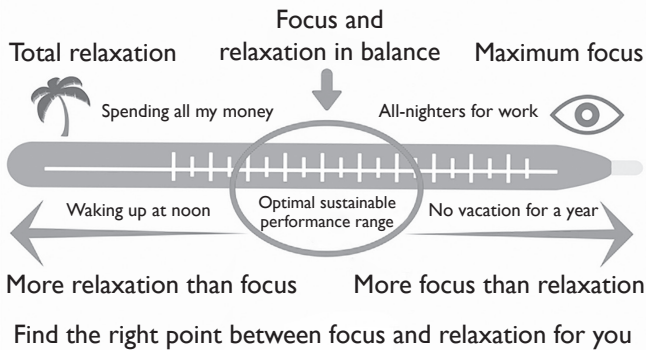 Focus and
relaxation in balance
Total relaxation
Maximum focus
Spending all my money
All-nighters for work
Waking up at noon
Optimal sustainable
performance range
No vacation for a year
More relaxation than focus
More focus than relaxation
Find the right point between focus and relaxation for you